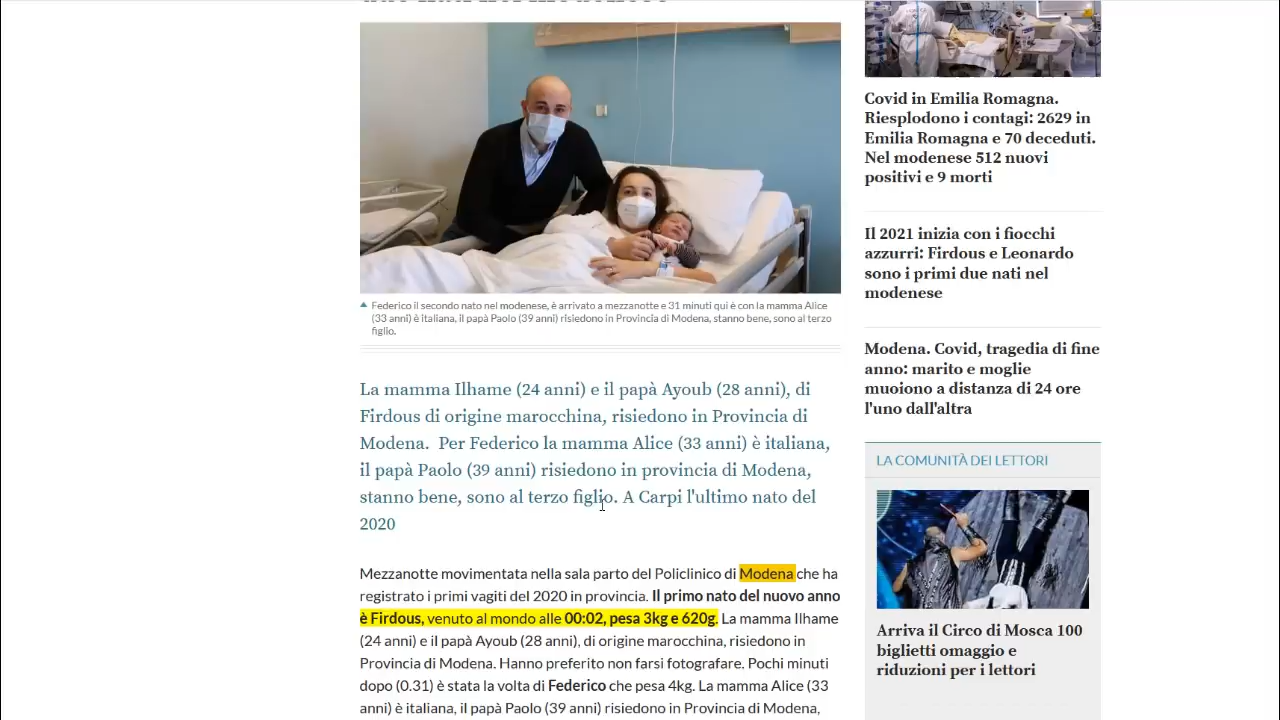 Federico il secondo nato nel modenese, è arrivato a mezzanotte e 31 minuti qui è con la mamma Alice
(33 anni) è italiana, il papà Paolo (39 anni) risiedono in Provincia di Modena, stanno bene, sono al terzo
figlio.
La mamma Ilhame (24 anni) e il papà Ayoub (28 anni), di
Firdous di origine marocchina, risiedono in Provincia di
Modena.  Per Federico la mamma Alice (33 anni) è italiana,
il papà Paolo (39 anni) risiedono in provincia di Modena,
stanno bene, sono al terzo figlio. A Carpi l'ultimo nato del
2020
Mezzanotte movimentata nella sala parto del Policlinico di Modena che ha
registrato i primi vagiti del 2020 in provincia. Il primo nato del nuovo anno
è Firdous, venuto al mondo alle 00:02, pesa 3kg e 620g. La mamma Ilhame
(24 anni) e il papà Ayoub (28 anni), di origine marocchina, risiedono in
Provincia di Modena. Hanno preferito non farsi fotografare. Pochi minuti
dopo (0.31) è stata la volta di Federico che pesa 4kg. La mamma Alice (33
anni) è italiana, il papà Paolo (39 anni) risiedono in Provincia di Modena,
Covid in Emilia Romagna.
Riesplodono i contagi: 2629 in
Emilia Romagna e 70 deceduti.
Nel modenese 512 nuovi
positivi e 9 morti
Il 2021 inizia con i fiocchi
azzurri: Firdous e Leonardo
sono i primi due nati nel
modenese
Modena. Covid, tragedia di fine
anno: marito e moglie
muoiono a distanza di 24 ore
l'uno dall'altra
LA COMUNITÀ DEI LETTORI
Arriva il Circo di Mosca 100
biglietti omaggio e
riduzioni per i lettori